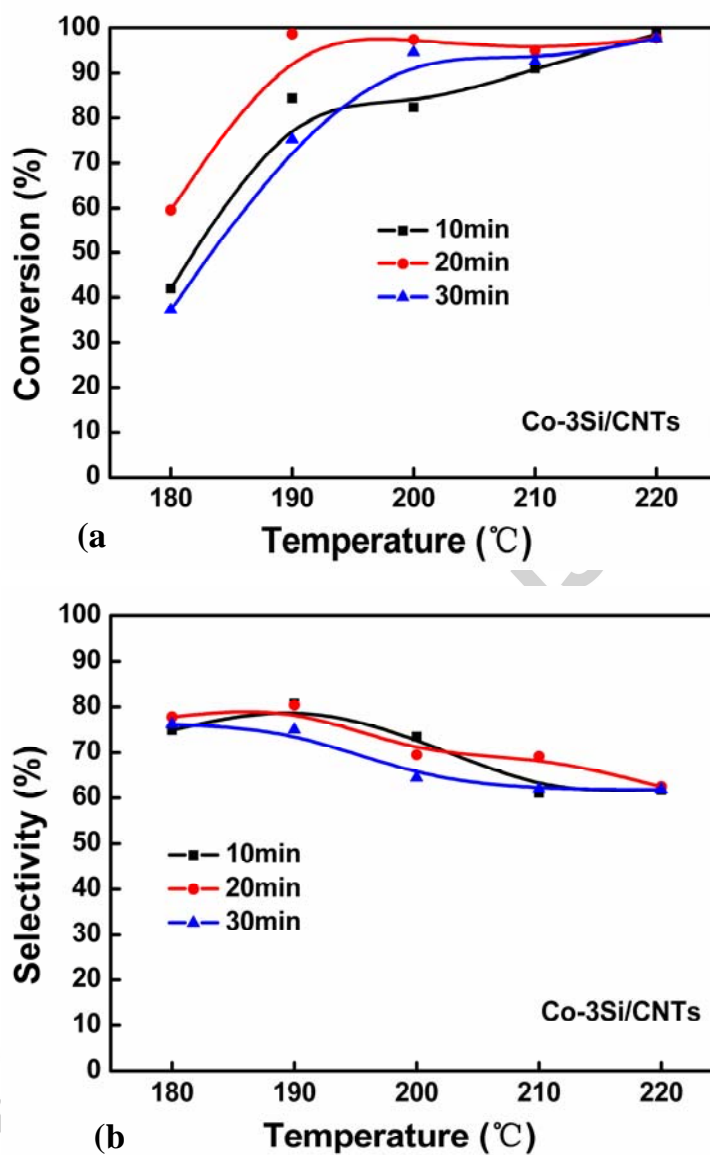 100
90
80
70
60
50
40
30
20
10
0
Conversion (%)
10min
20min
30min
Co-3Si/CNTs
180 190 200 210 220
(a
Temperature (℃)
100
90
80
70
60
50
40
30
20
10
0
Selectivity (%)
10min
20min
30min
Co-3Si/CNTs
180 190 200 210 220
(b
Temperature (℃)